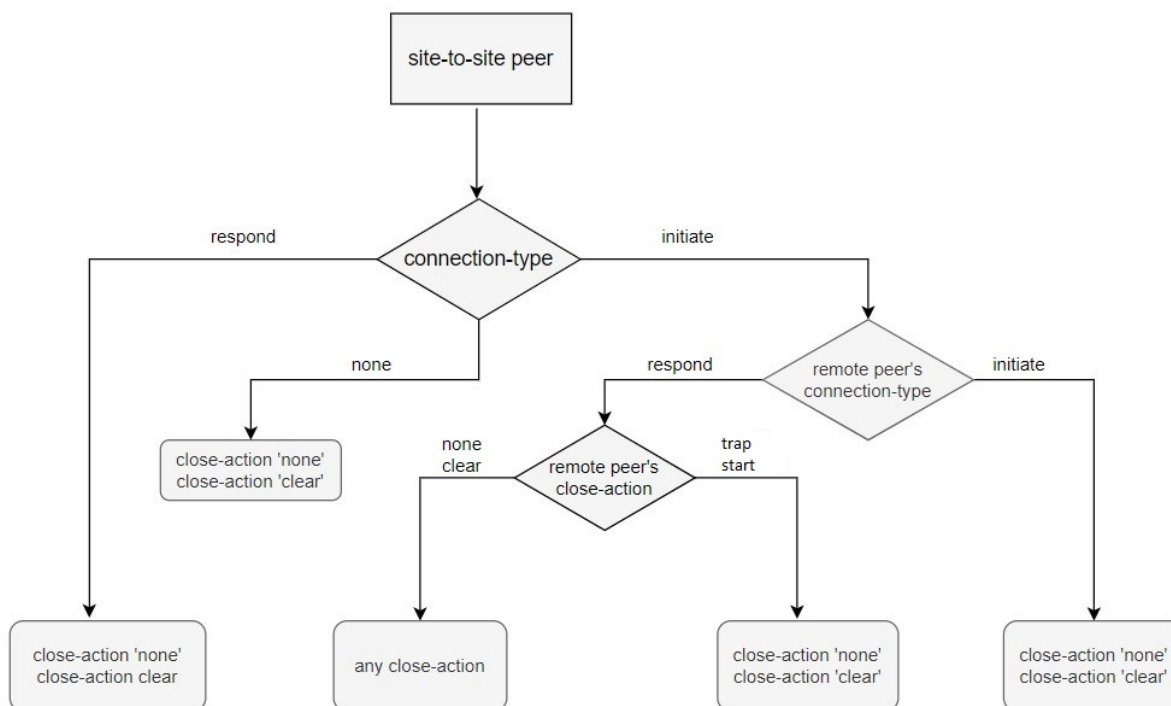 site-to-site peer
respond
connection-type
initiate
none
respond
remote peer's
connection-type
initiate
close-action 'none'
close-action 'clear'
none
clear
remote peer's
close-action
trap
start
close-action 'none'
close-action clear
any close-action
close-action 'none'
close-action 'clear'
close-action 'none'
close-action 'clear'